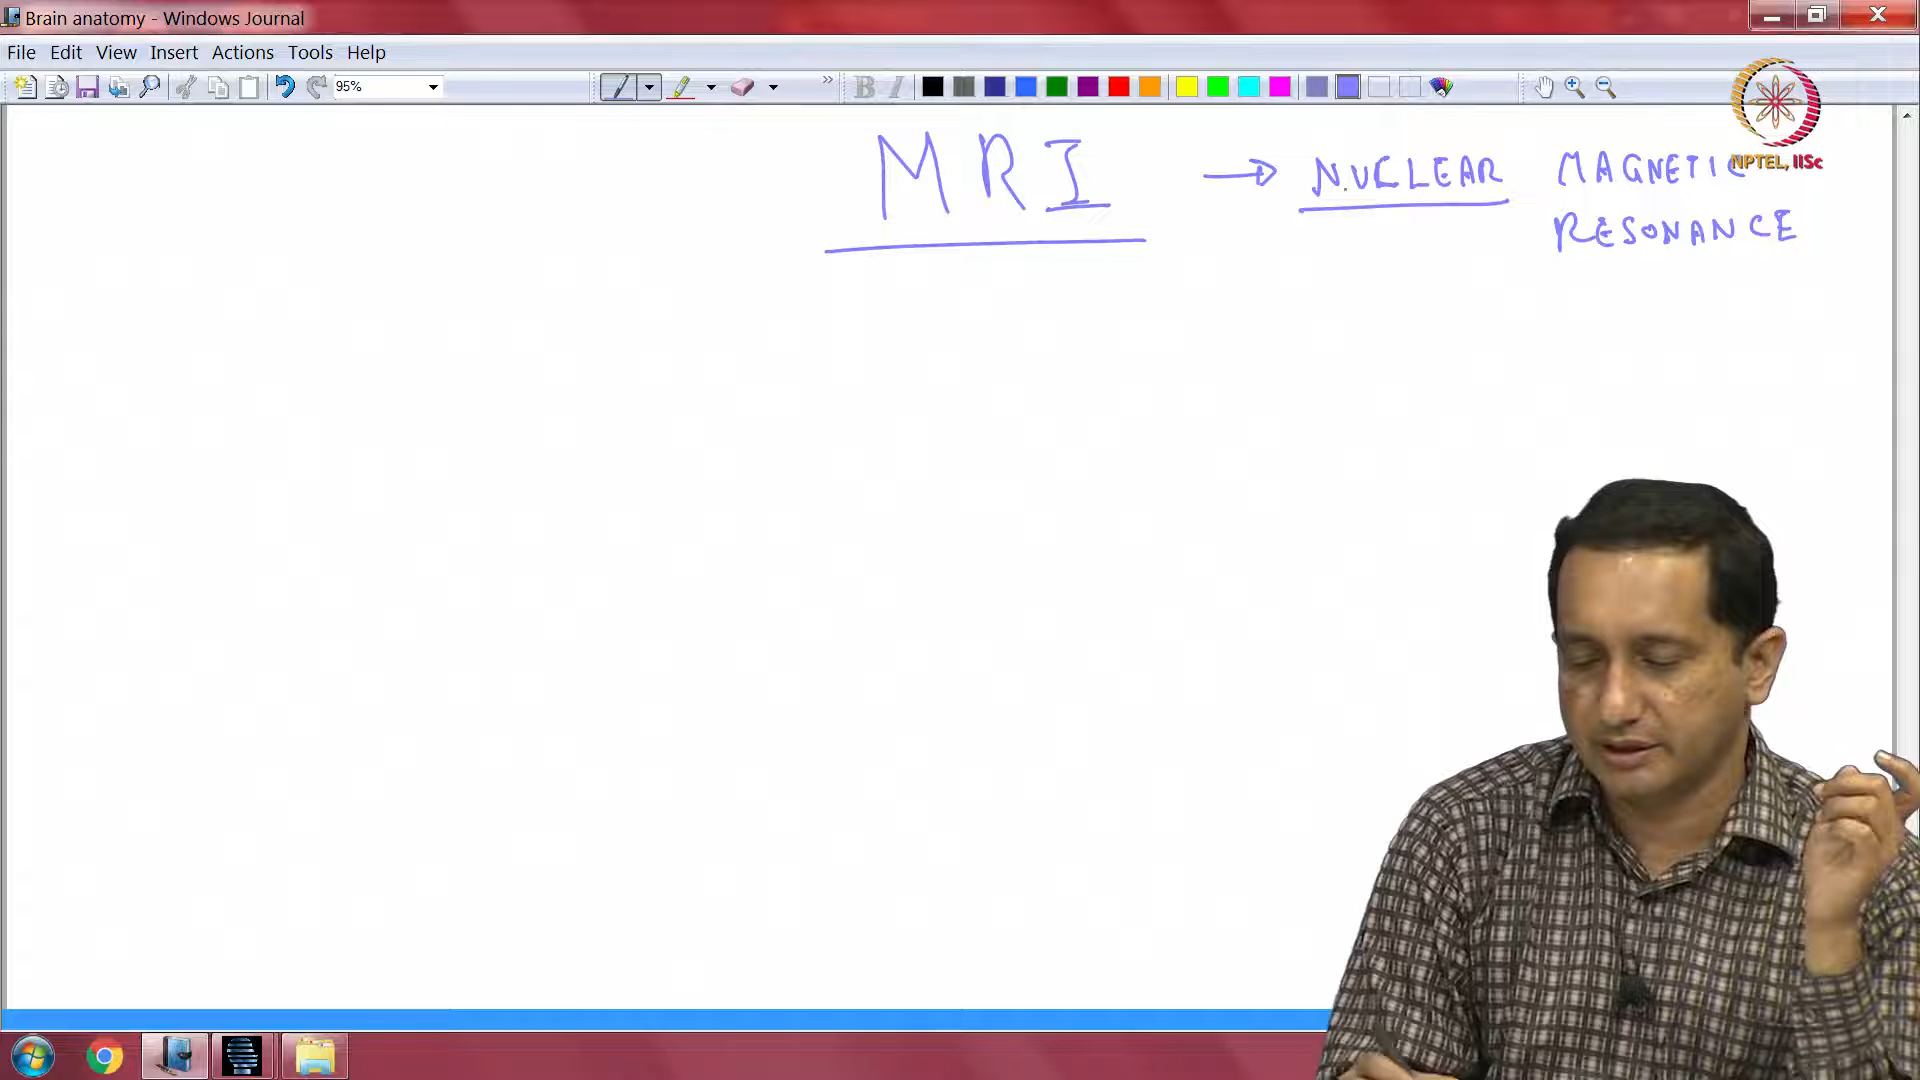 Brain anatomy - Windows Journal
File Edit View Insert Actions Tools Help
95%
B I
MRI → NUCLEAR MAGNETIC
RESONANCE
NPTEL, IISc